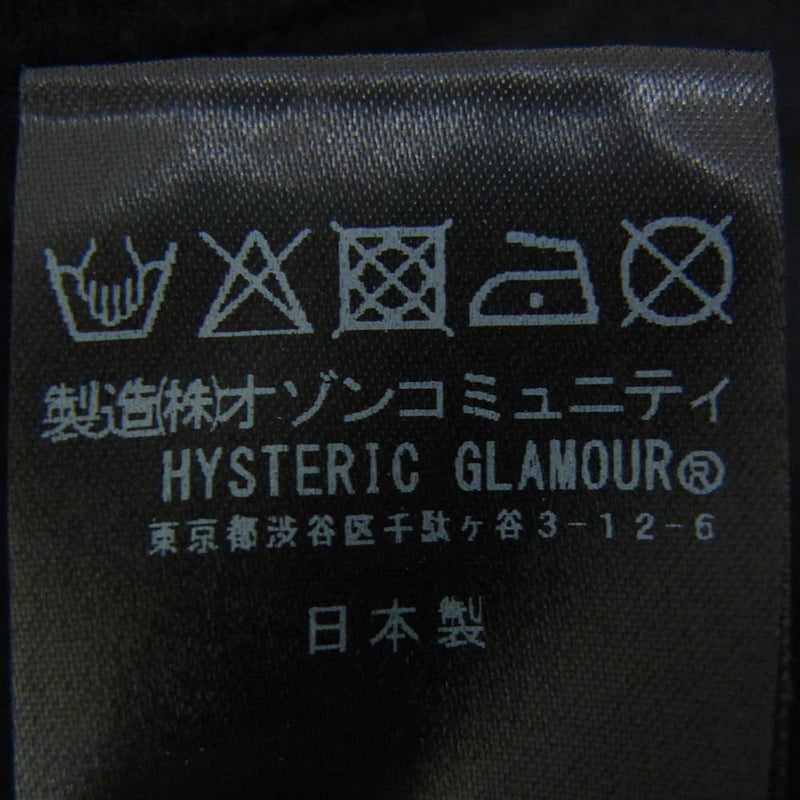 製造(株)オゾンコミュニティ
HYSTERIC GLAMOUR®
東京都渋谷区千駄ヶ谷3-12-6
日本製